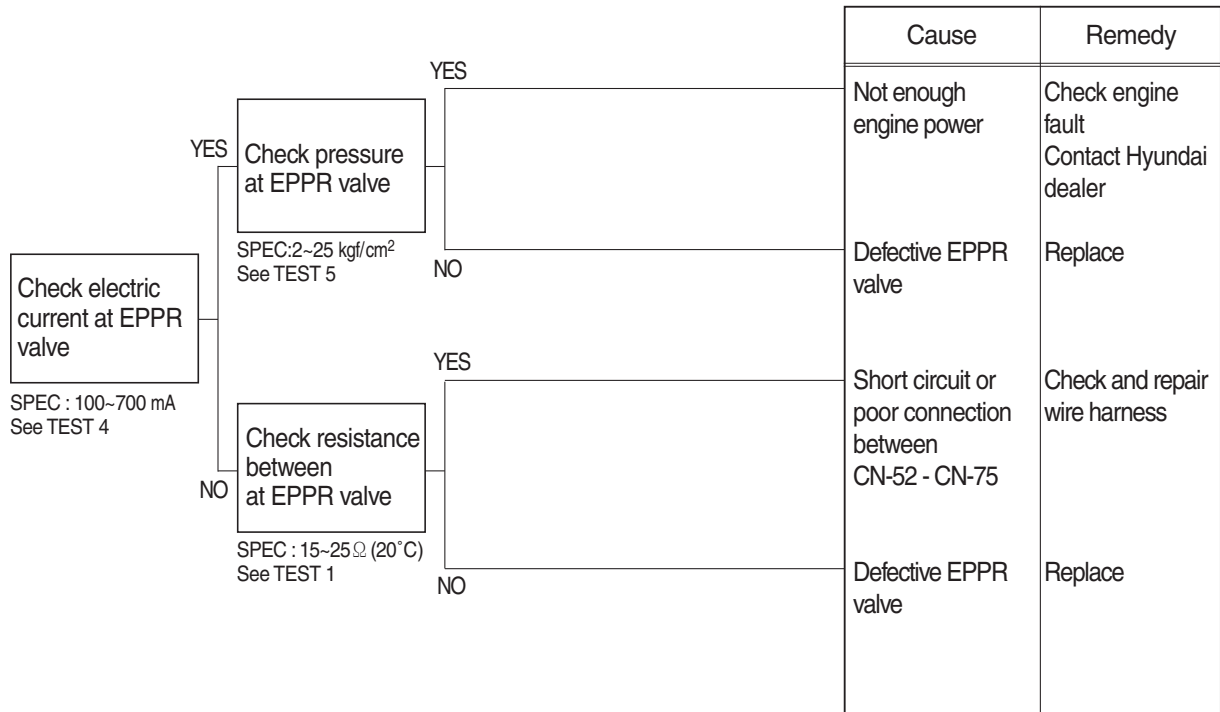 Cause
Remedy
YES
Not enough
engine power
Check engine
fault
Contact Hyundai
dealer
YES
Check pressure
at EPPR valve
SPEC:2~25 kgf/cm²
See TEST 5
NO
Defective EPPR
valve
Replace
Check electric
current at EPPR
valve
SPEC : 100~700 mA
See TEST 4
YES
Short circuit or
poor connection
between
CN-52 - CN-75
Check and repair
wire harness
NO
Check resistance
between
at EPPR valve
SPEC : 15~25Ω (20˚C)
See TEST 1
NO
Defective EPPR
valve
Replace